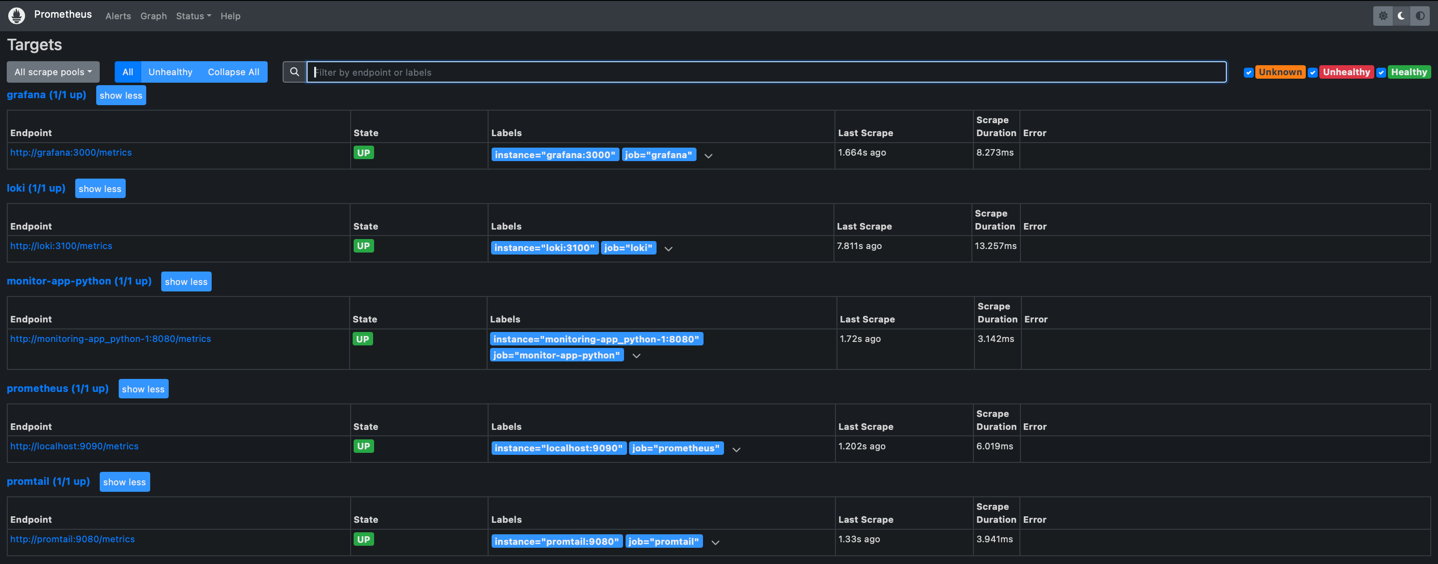 Prometheus Alerts Graph Status Help
Targets
All scrape pools All Unhealthy Collapse All Filter by endpoint or labels Unknown Unhealthy Healthy
grafana (1/1 up) show less
Endpoint State Labels Last Scrape Scrape Duration Error
http://grafana:3000/metrics UP instance="grafana:3000" job="grafana" 1.664s ago 8.273ms
loki (1/1 up) show less
Endpoint State Labels Last Scrape Scrape Duration Error
http://loki:3100/metrics UP instance="loki:3100" job="loki" 7.811s ago 13.257ms
monitor-app-python (1/1 up) show less
Endpoint State Labels Last Scrape Scrape Duration Error
http://monitoring-app_python-1:8080/metrics UP instance="monitoring-app_python-1:8080" 1.72s ago 3.142ms
job="monitor-app-python"
prometheus (1/1 up) show less
Endpoint State Labels Last Scrape Scrape Duration Error
http://localhost:9090/metrics UP instance="localhost:9090" job="prometheus" 1.202s ago 6.019ms
promtail (1/1 up) show less
Endpoint State Labels Last Scrape Scrape Duration Error
http://promtail:9080/metrics UP instance="promtail:9080" job="promtail" 1.33s ago 3.941ms